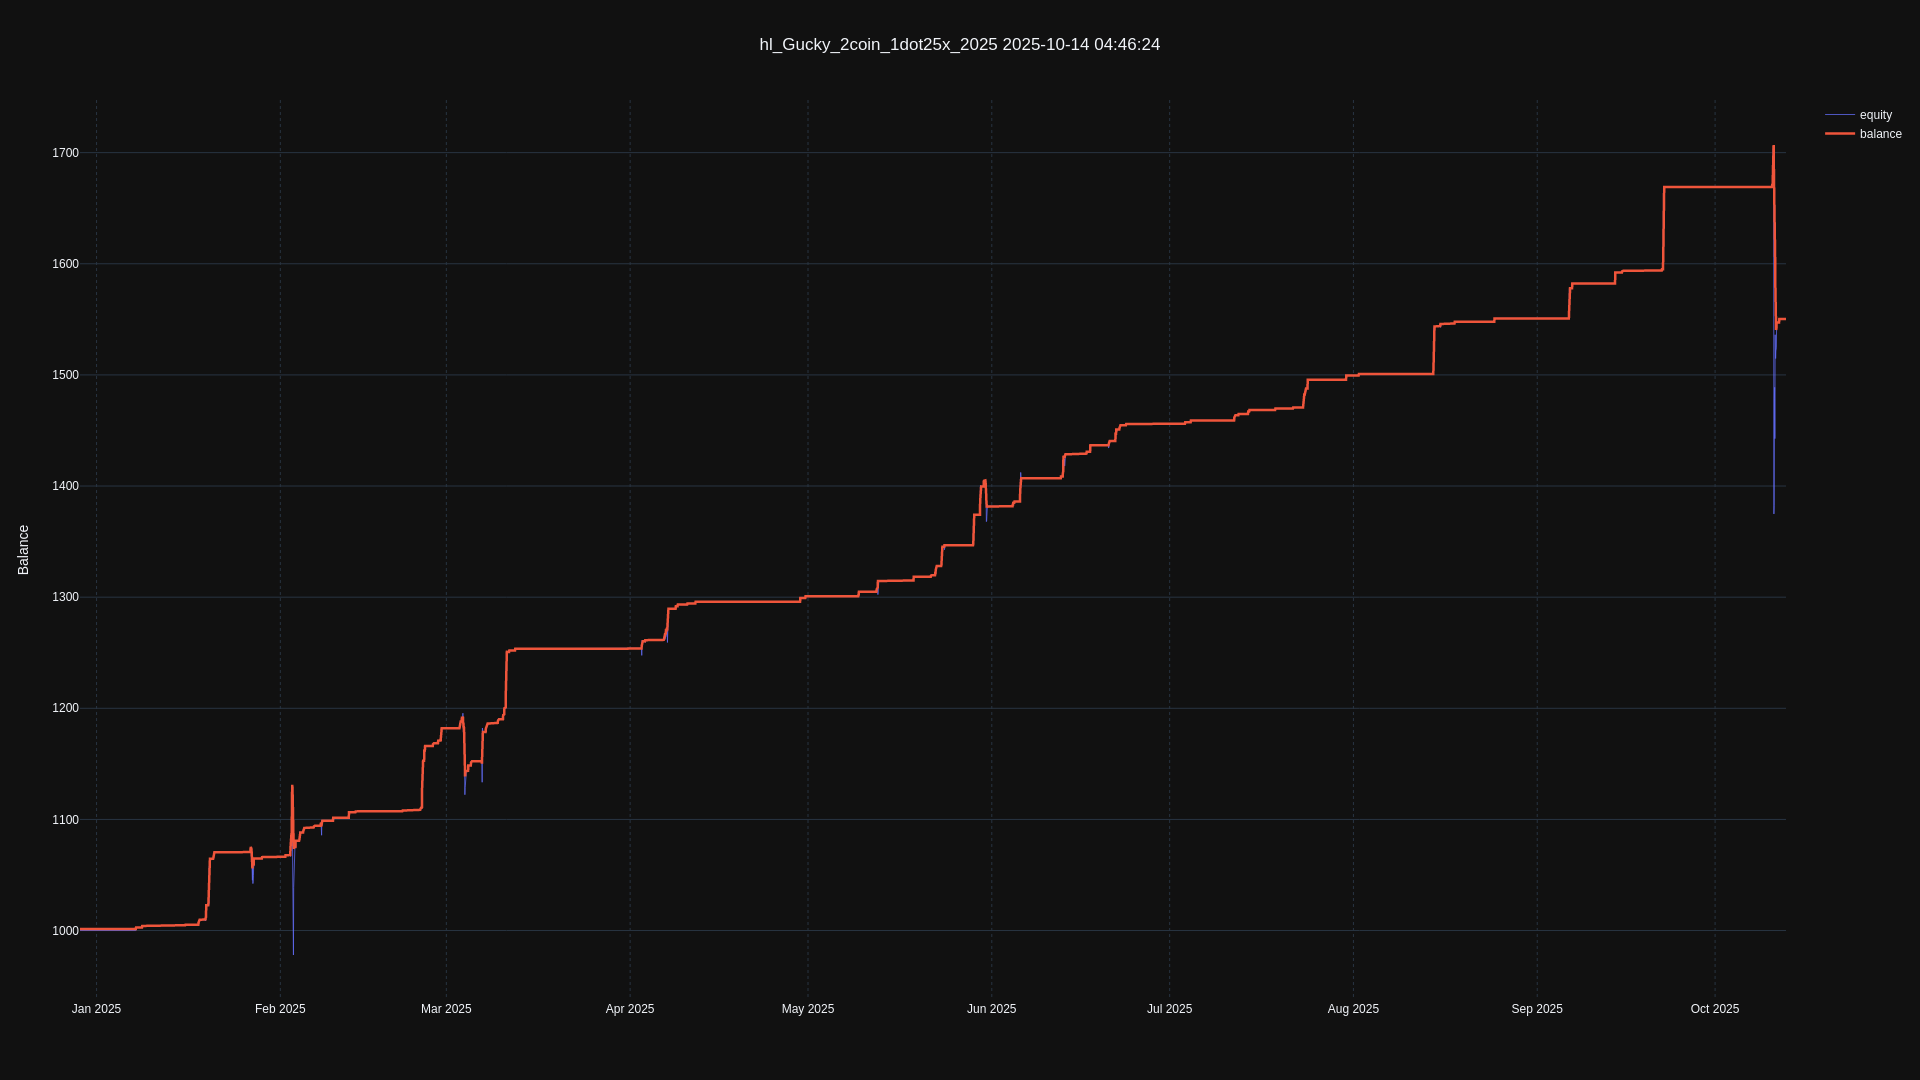 hl_Gucky_2coin_1dot25x_2025 2025-10-14 04:46:24
equity
balance
1700
1600
1500
1400
1300
1200
1100
1000
Balance
Jan 2025
Feb 2025
Mar 2025
Apr 2025
May 2025
Jun 2025
Jul 2025
Aug 2025
Sep 2025
Oct 2025